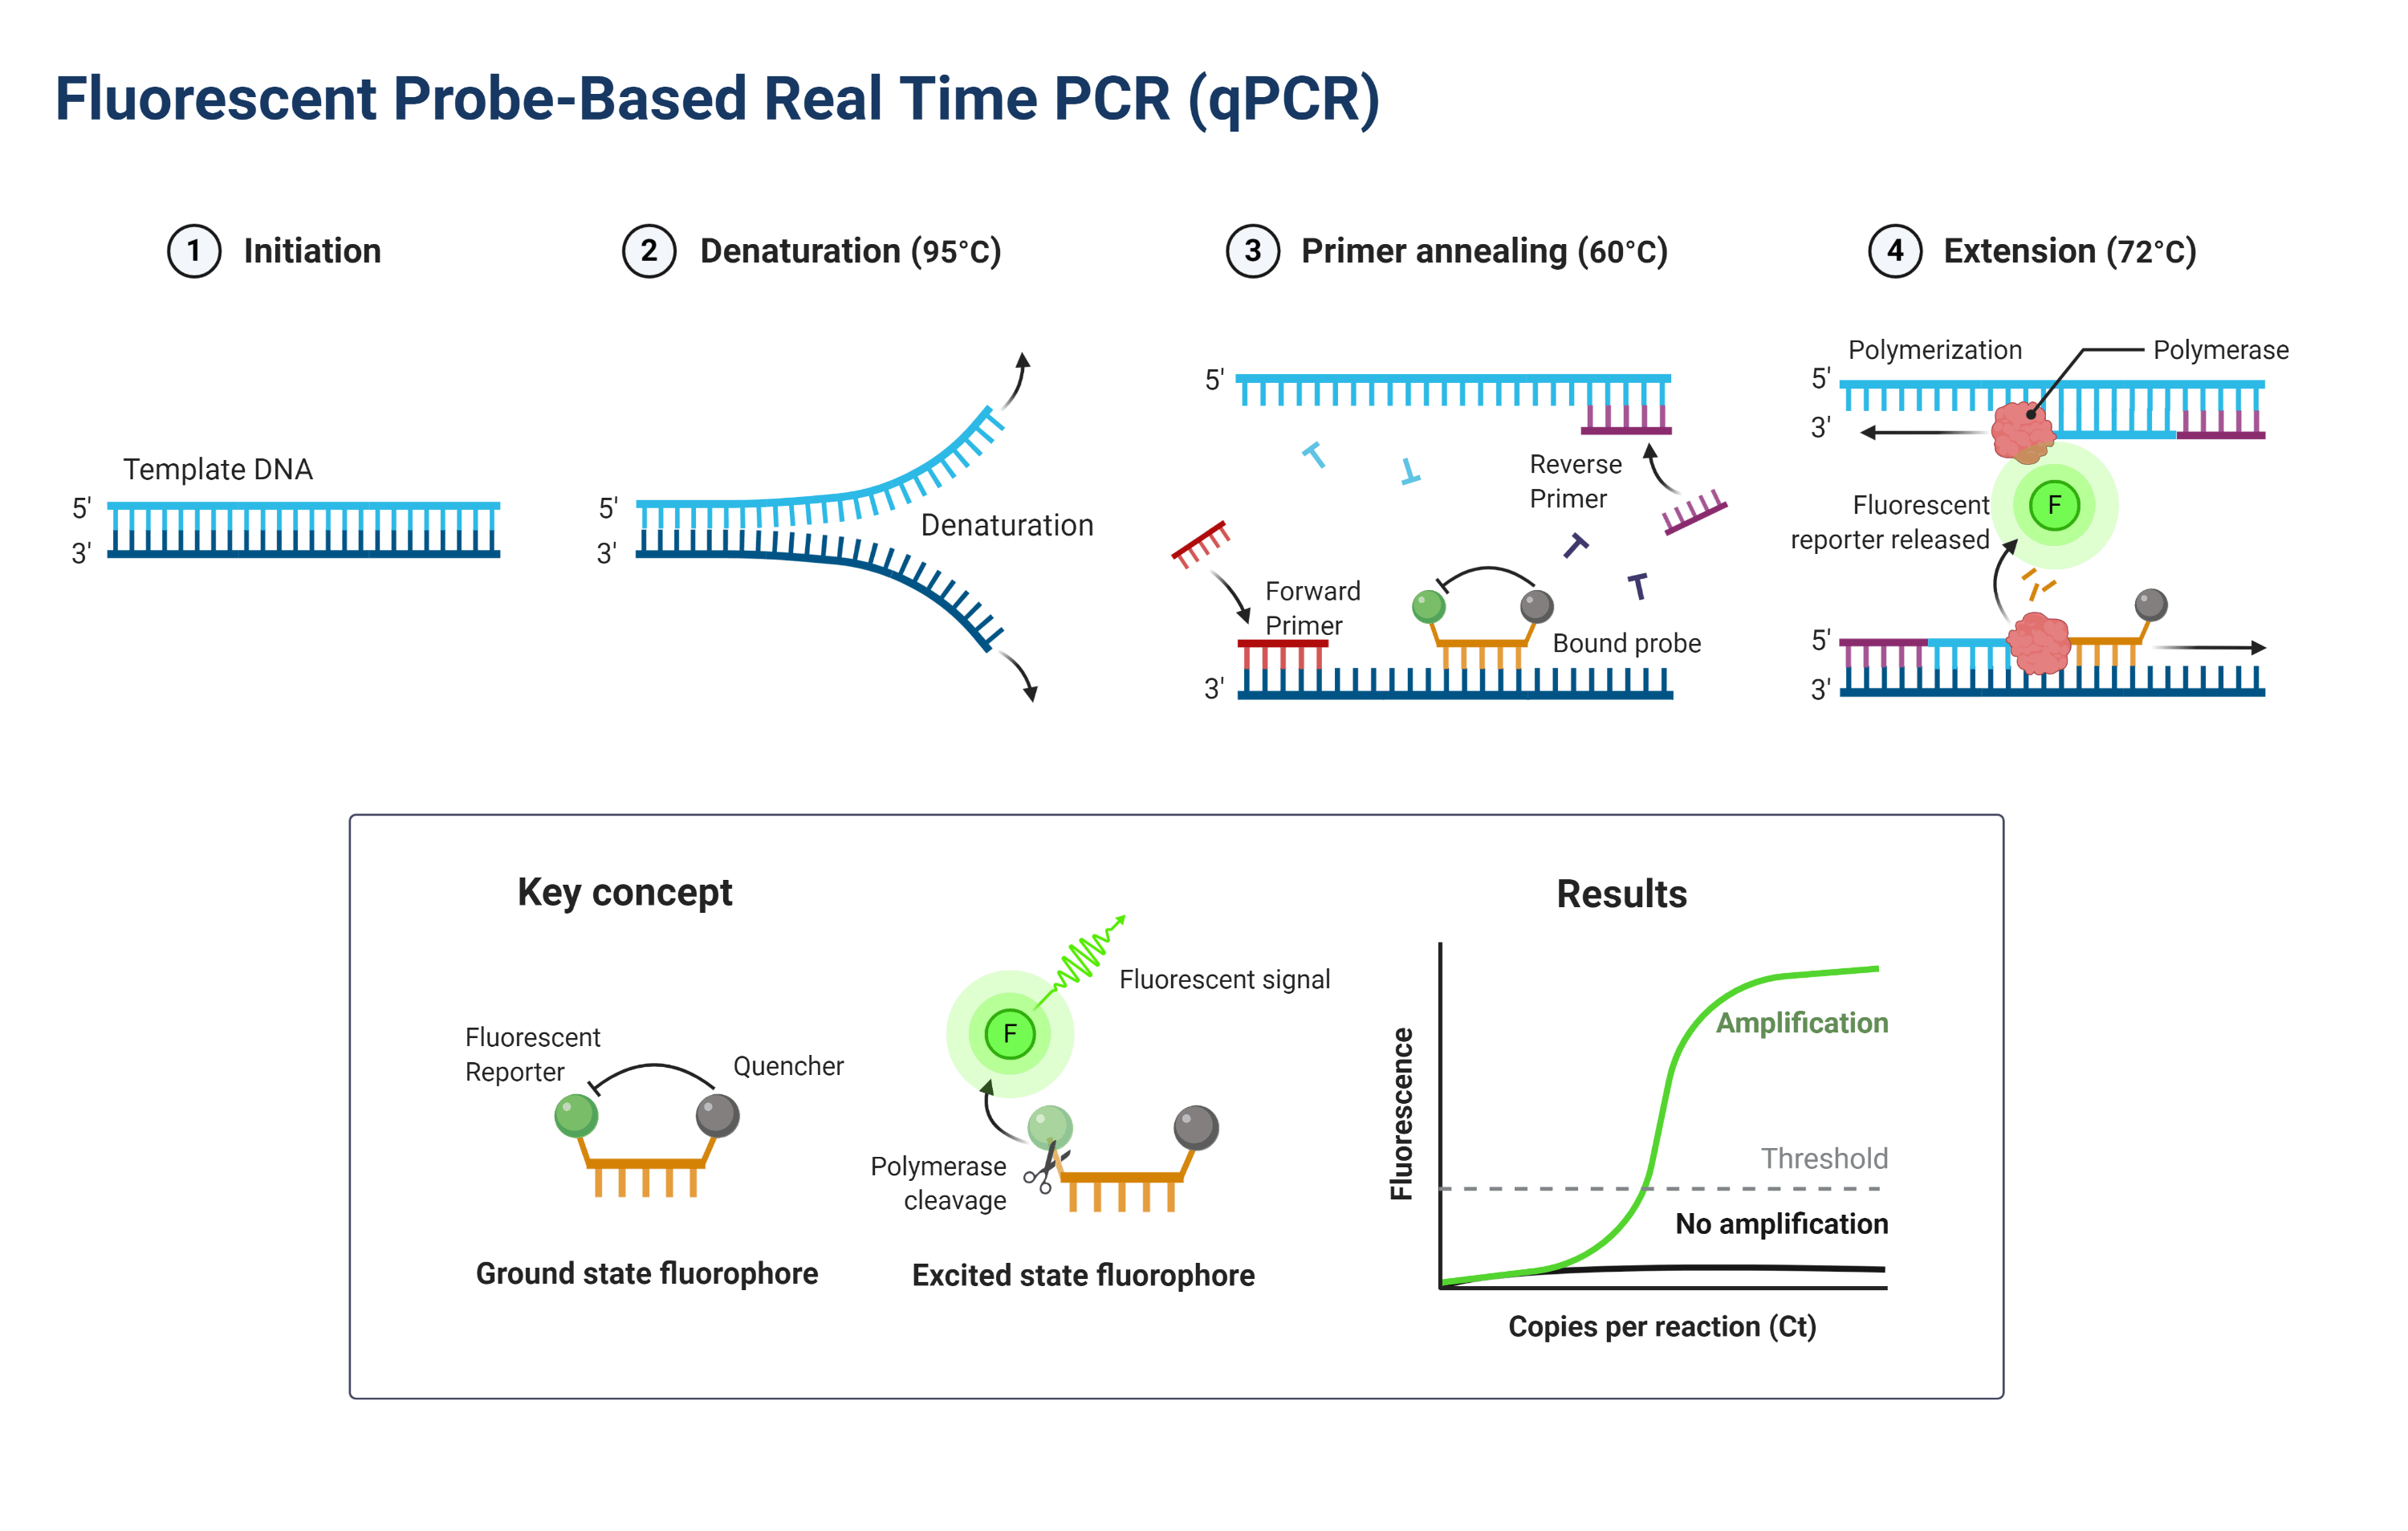 Fluorescent Probe-Based Real Time PCR (qPCR)
1 Initiation
Template DNA
5'
3'
2 Denaturation (95°C)
5'
3'
Denaturation
3 Primer annealing (60°C)
5'
Reverse
Primer
Forward
Primer
Bound probe
3'
4 Extension (72°C)
Polymerization
Polymerase
5'
3'
F
Fluorescent
reporter released
5'
3'
Key concept
Fluorescent
Reporter
Quencher
Ground state fluorophore
F
Fluorescent signal
Polymerase
cleavage
Excited state fluorophore
Results
Fluorescence
Amplification
Threshold
No amplification
Copies per reaction (Ct)